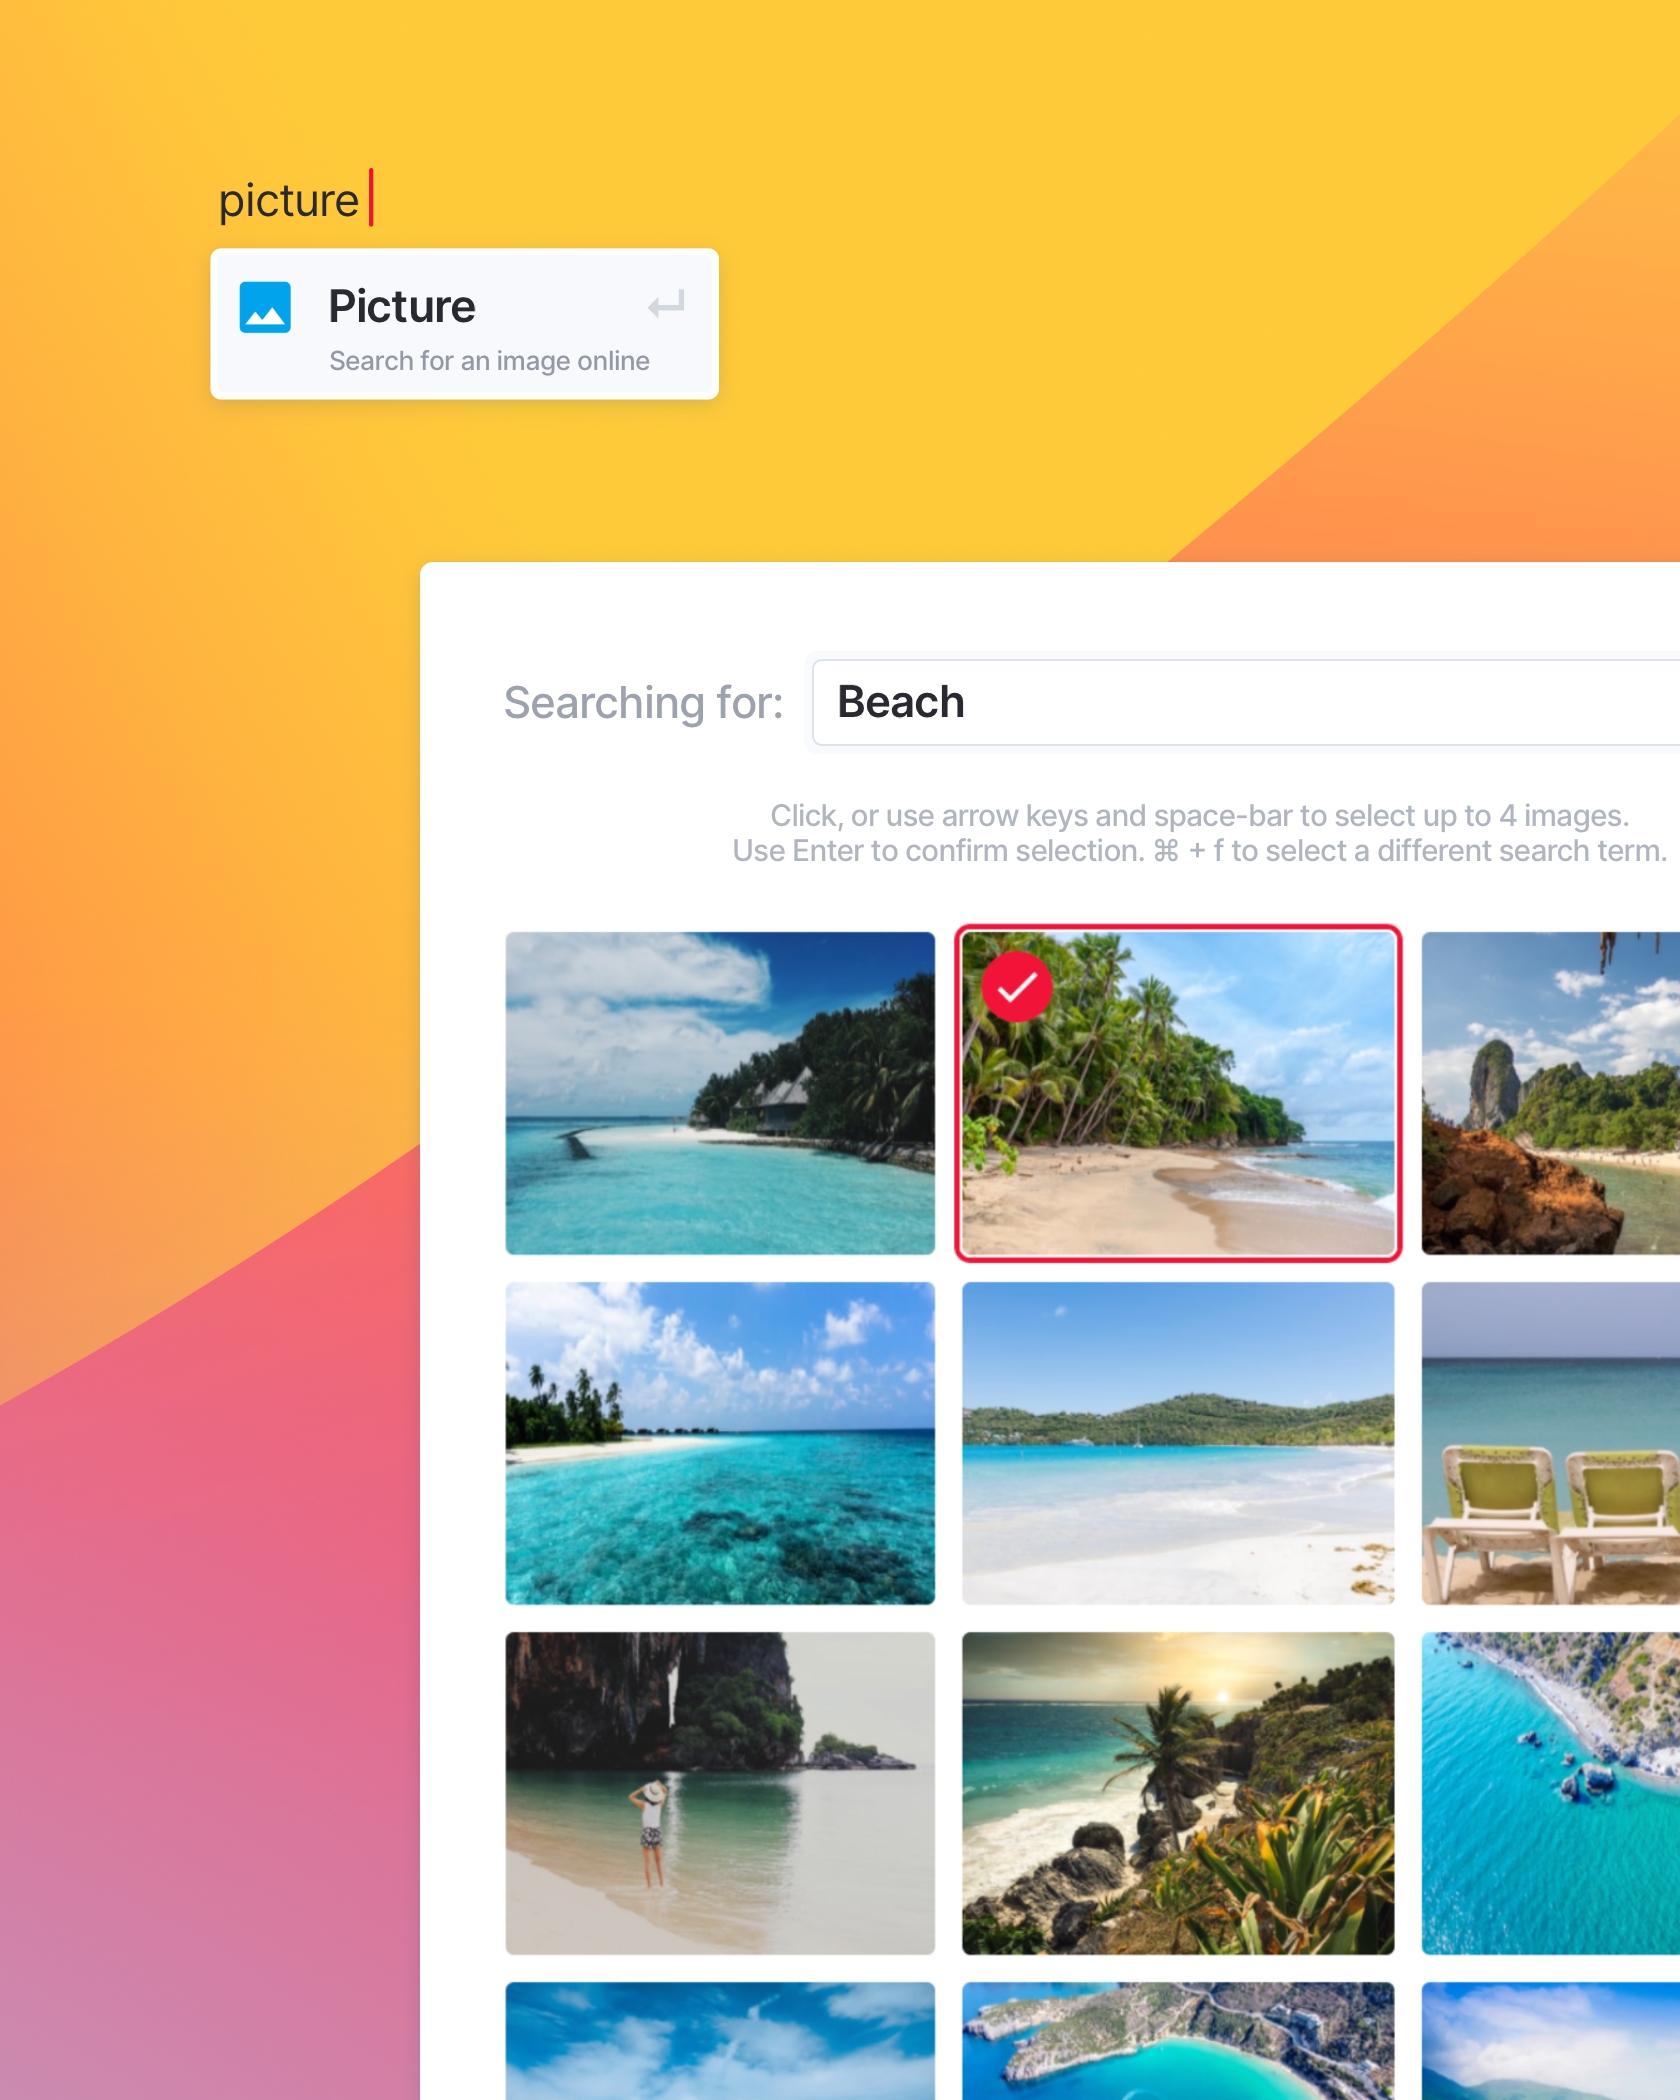 picture
Picture
Search for an image online
Searching for:
Beach
Click, or use arrow keys and space-bar to select up to 4 images.
Use Enter to confirm selection. ⌘ + f to select a different search term.